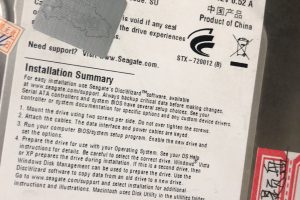 0.52 A
中国产品
Product of China
is void if any seal
the drive experiences
Need support? www.Seagate.com
STX - 720012 (B)
Installation Summary
For easy installation use Seagate's DiscWizard™software, available
at www.seagate.com/support. Always backup critical data before making changes.
Serial ATA controllers and system BIOS have several setup choices. See your
controller or system documentation for specific options and any custom device drivers.
1. Mount the drive using two screws per side. Do not over tighten the screws.
2. Attach the cables. The data interface and power cables are keyed.
3. Run your computer BIOS/system setup program. Enable the new drive and
set the options.
4. Prepare the drive for use with your Operating System. See your OS Help
instructions for details. Be careful to select the correct drive. Windows
or XP prepares the drive during installation. If this is a second drive, then
Windows Disk Management can be used to prepare the drive. Use the
DiscWizard software to copy data from an old drive to a new drive.
Go to www.seagate.com/support and select installation for additional
instructions and illustrations. Macintosh uses Disk Utility in the utilities folder